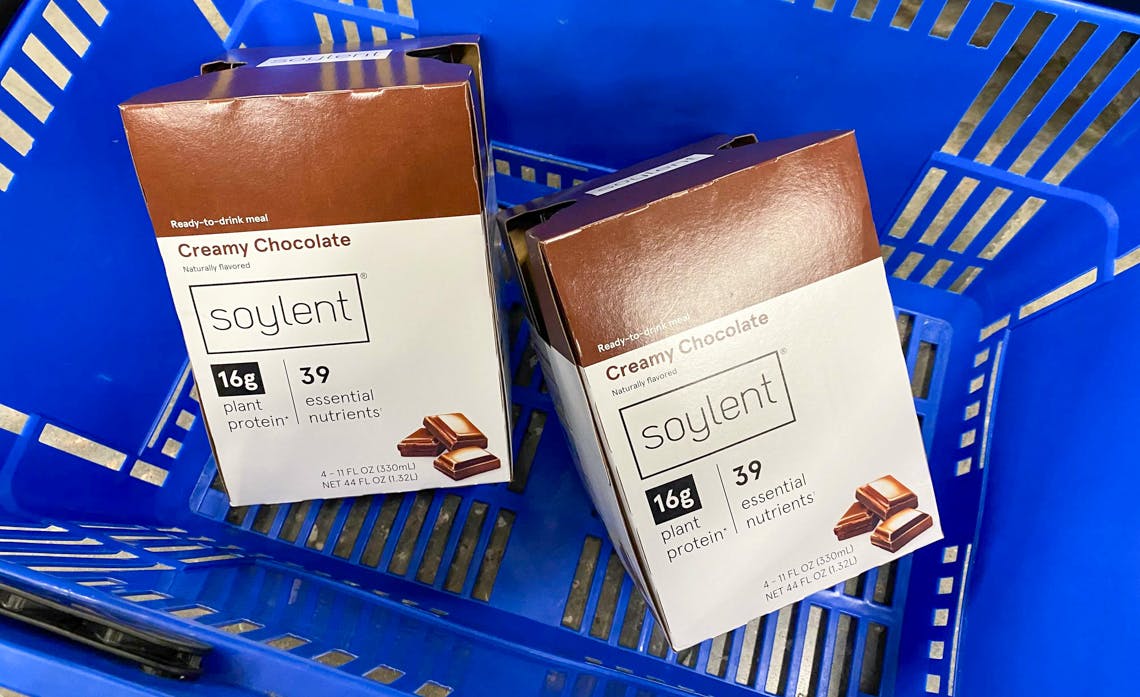 soylent
Ready-to-drink meal
Creamy Chocolate
Naturally flavored
soylent®
16g
plant
protein*
39
essential
nutrients†
4 - 11 FL OZ (330mL)
NET 44 FL OZ (1.32L)
soylent
Ready-to-drink meal
Creamy Chocolate
Naturally flavored
soylent®
16g
plant
protein*
39
essential
nutrients†
4 - 11 FL OZ (330mL)
NET 44 FL OZ (1.32L)